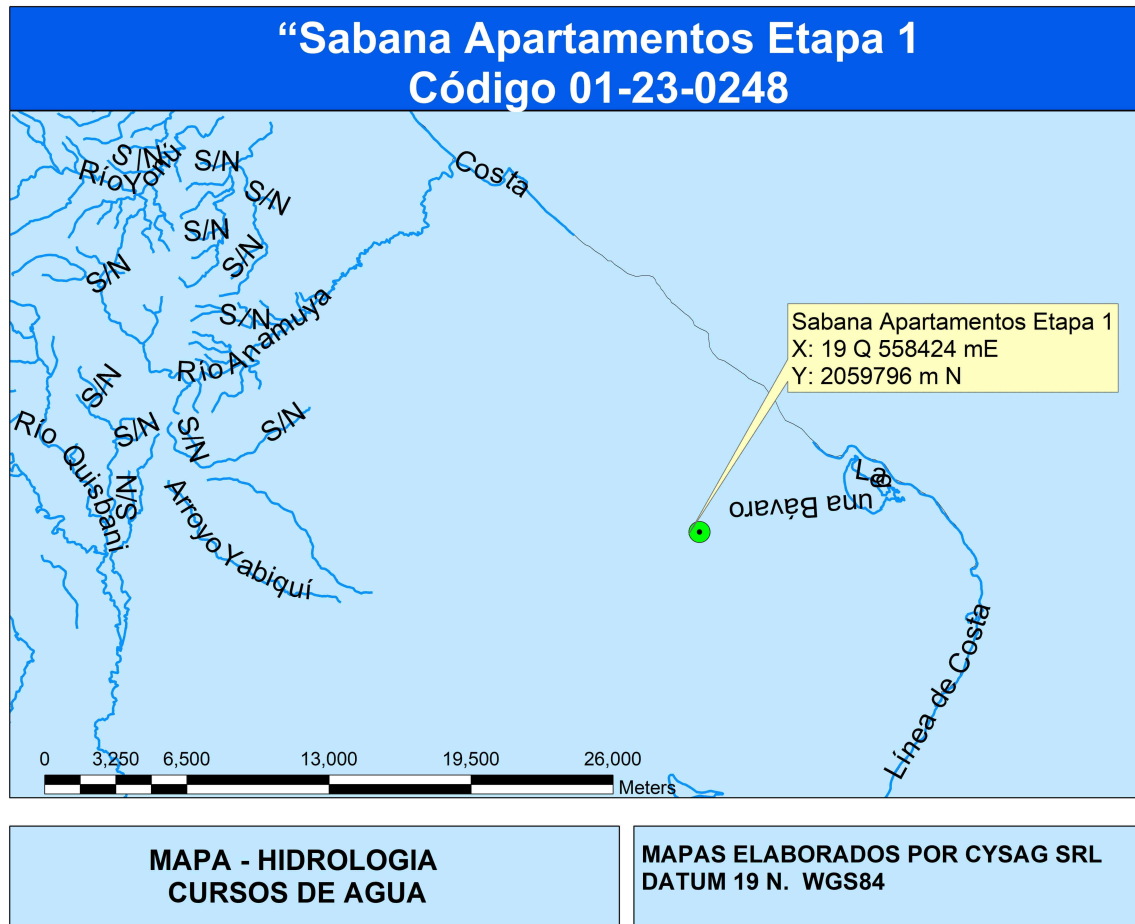 “Sabana Apartamentos Etapa 1
Código 01-23-0248
Costa
S/N
Río Yonú
S/N
S/N
S/N
S/N
S/N
S/N
Río Anamuya
Sabana Apartamentos Etapa 1
X: 19 Q 558424 mE
Y: 2059796 m N
S/N
S/N
S/N
S/N
Río Quisbani
S/N
Arroyo Yabiquí
una Bávaro
Línea de Costa
0 3,250 6,500 13,000 19,500 26,000
Meters
MAPA - HIDROLOGIA
CURSOS DE AGUA
MAPAS ELABORADOS POR CYSAG SRL
DATUM 19 N. WGS84